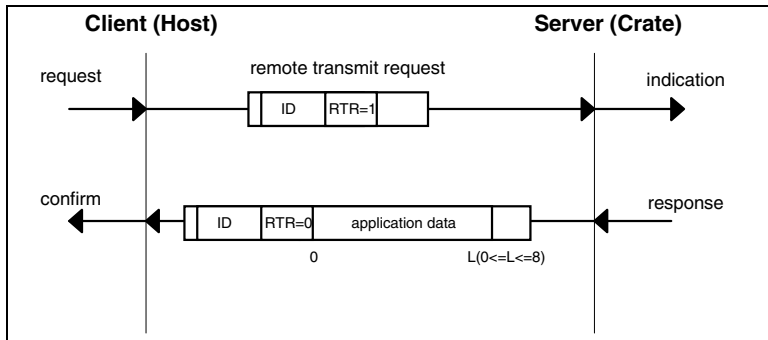 Client (Host) Server (Crate)
remote transmit request
request indication
ID RTR=1
confirm response
ID RTR=0 application data
0 L(0<=L<=8)